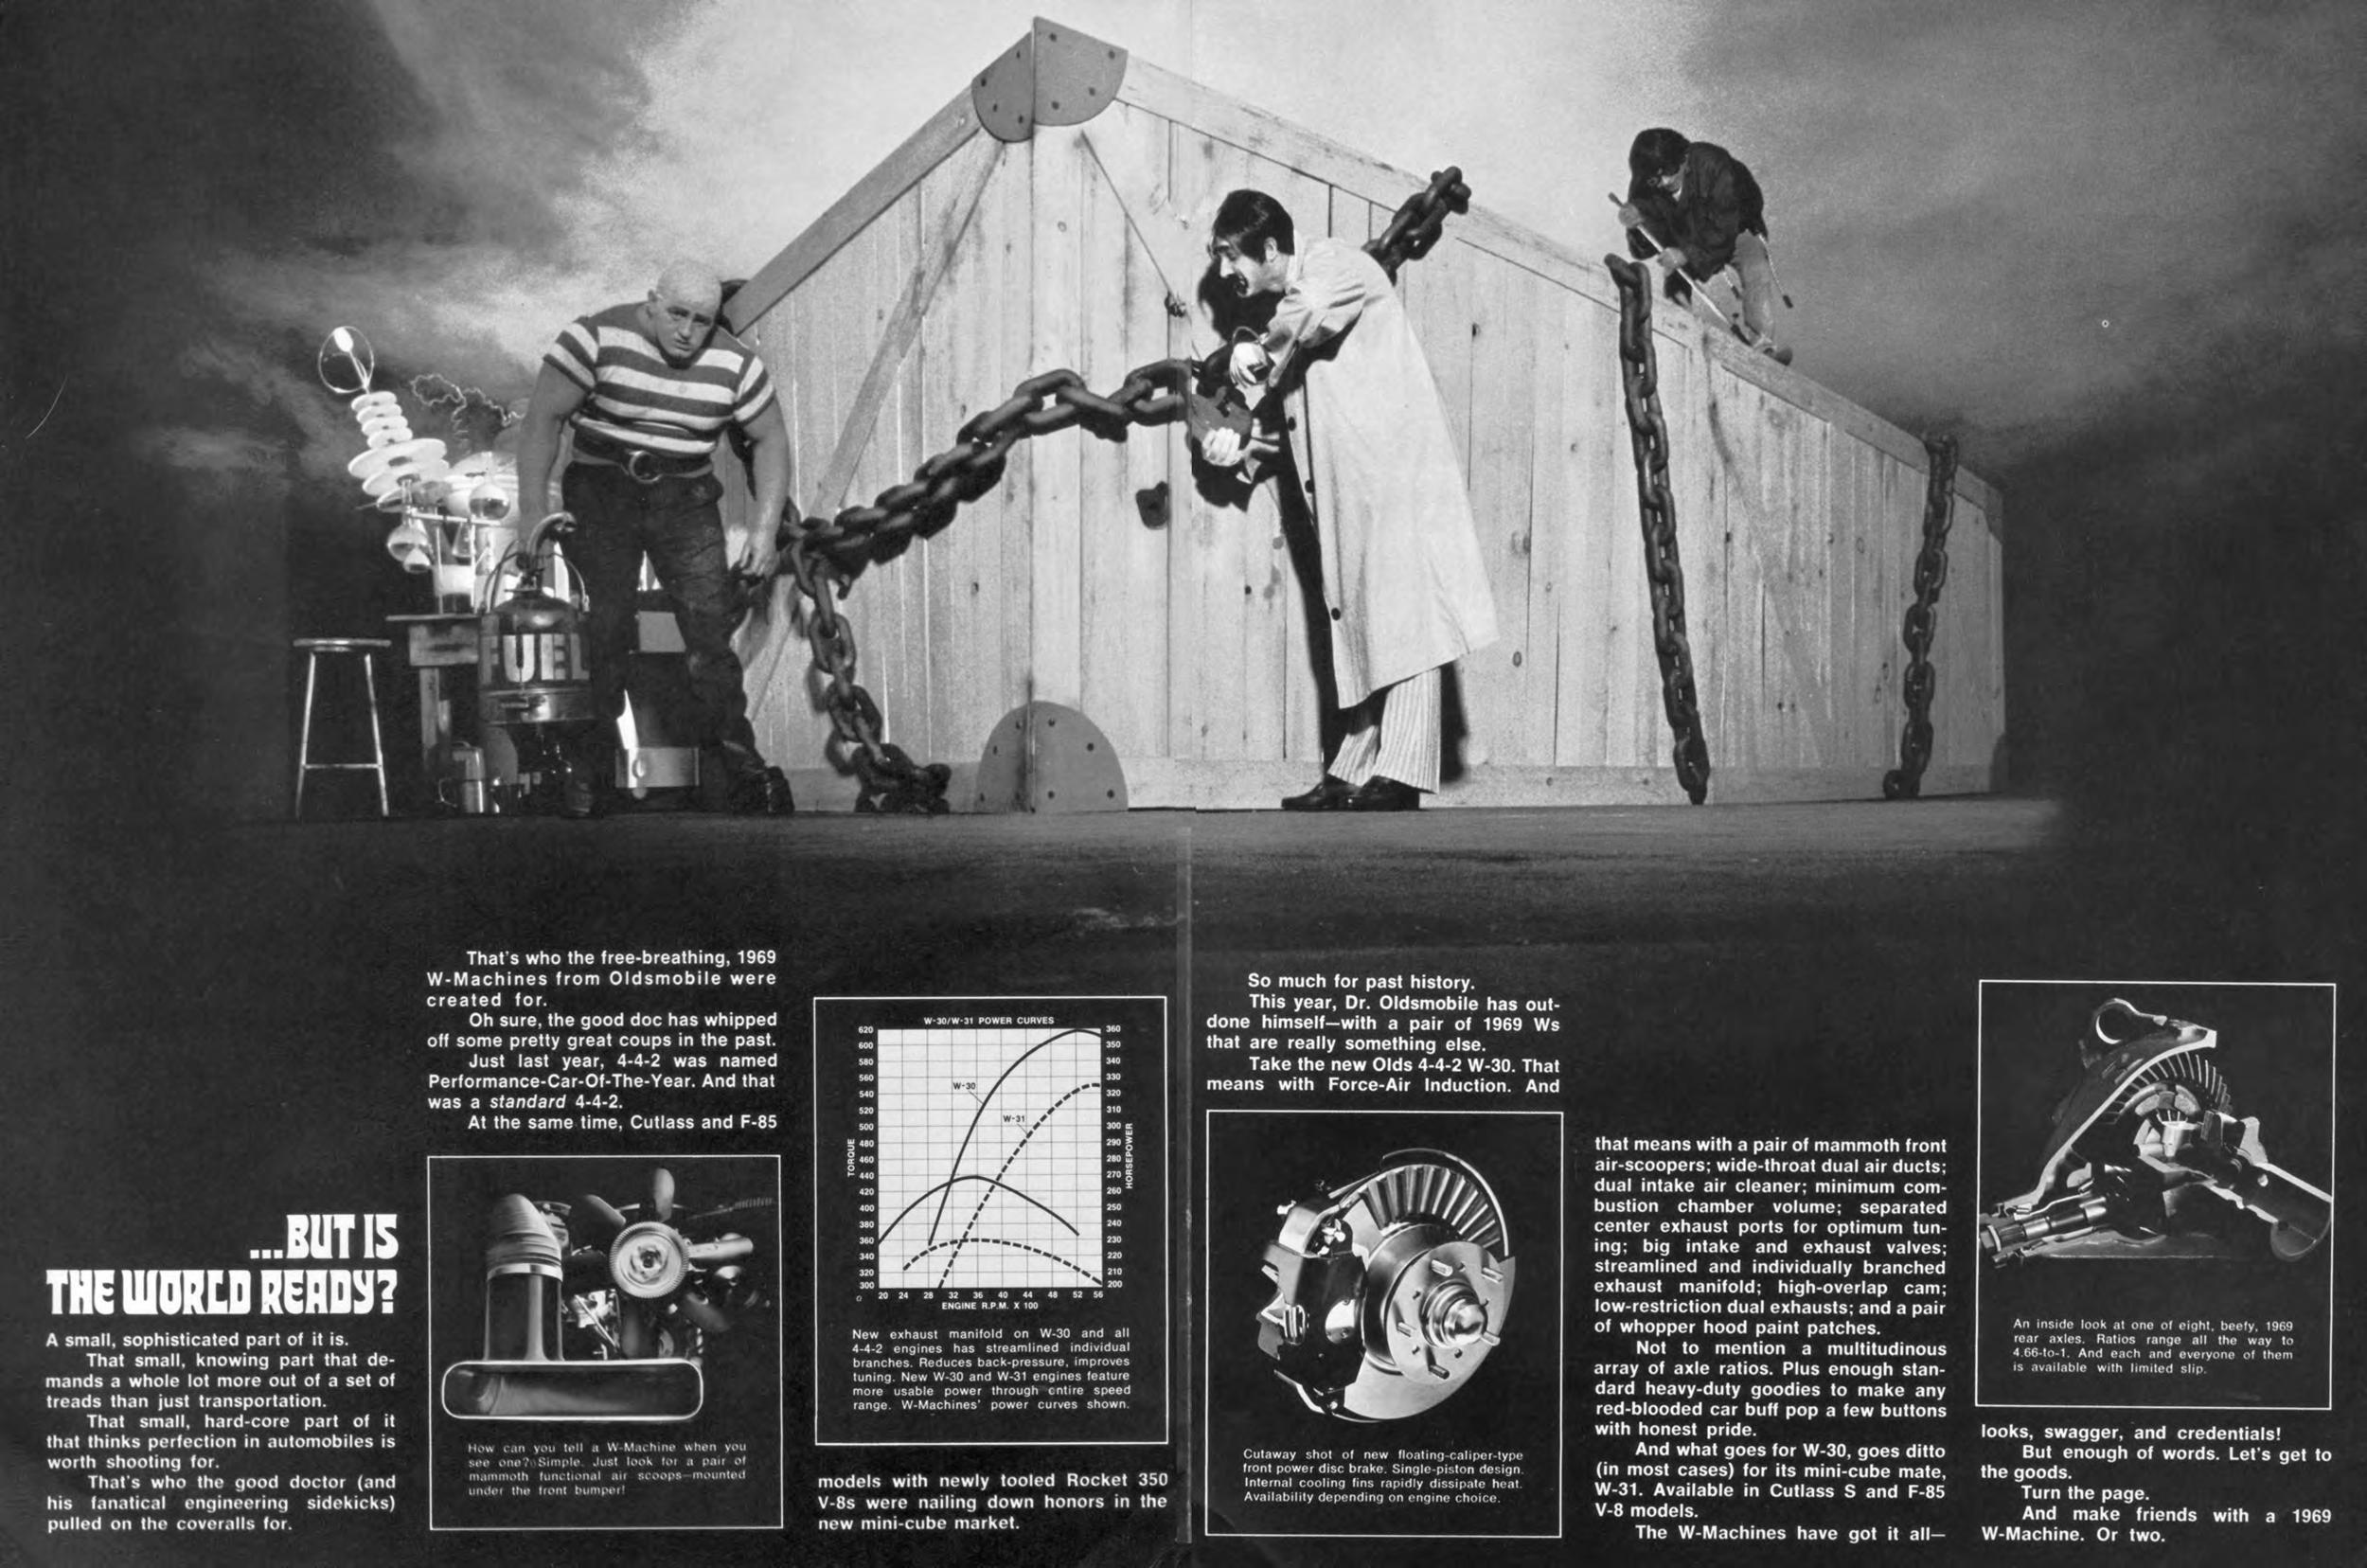 FUEL
...BUT IS
THE WORLD READY?
A small, sophisticated part of it is.
That small, knowing part that de-
mands a whole lot more out of a set of
treads than just transportation.
That small, hard-core part of it
that thinks perfection in automobiles is
worth shooting for.
That's who the good doctor (and
his fanatical engineering sidekicks)
pulled on the coveralls for.
That's who the free-breathing, 1969
W-Machines from Oldsmobile were
created for.
Oh sure, the good doc has whipped
off some pretty great coups in the past.
Just last year, 4-4-2 was named
Performance-Car-Of-The-Year. And that
was a standard 4-4-2.
At the same time, Cutlass and F-85
How can you tell a W-Machine when you
see one? Simple. Just look for a pair of
mammoth functional air scoops—mounted
under the front bumper!
W-30/W-31 POWER CURVES
620
600
580
560
540
520
500
480
460
440
420
400
380
360
340
320
300
TORQUE
W-30
W-31
360
350
340
330
320
310
300
290
280
270
260
250
240
230
220
210
200
HORSEPOWER
0 20 24 28 32 36 40 44 48 52 56
ENGINE R.P.M. X 100
New exhaust manifold on W-30 and all
4-4-2 engines has streamlined individual
branches. Reduces back-pressure, improves
tuning. New W-30 and W-31 engines feature
more usable power through entire speed
range. W-Machines' power curves shown.
models with newly tooled Rocket 350
V-8s were nailing down honors in the
new mini-cube market.
So much for past history.
This year, Dr. Oldsmobile has out-
done himself—with a pair of 1969 Ws
that are really something else.
Take the new Olds 4-4-2 W-30. That
means with Force-Air Induction. And
Cutaway shot of new floating-caliper-type
front power disc brake. Single-piston design.
Internal cooling fins rapidly dissipate heat.
Availability depending on engine choice.
that means with a pair of mammoth front
air-scoopers; wide-throat dual air ducts;
dual intake air cleaner; minimum com-
bustion chamber volume; separated
center exhaust ports for optimum tun-
ing; big intake and exhaust valves;
streamlined and individually branched
exhaust manifold; high-overlap cam;
low-restriction dual exhausts; and a pair
of whopper hood paint patches.
Not to mention a multitudinous
array of axle ratios. Plus enough stan-
dard heavy-duty goodies to make any
red-blooded car buff pop a few buttons
with honest pride.
And what goes for W-30, goes ditto
(in most cases) for its mini-cube mate,
W-31. Available in Cutlass S and F-85
V-8 models.
The W-Machines have got it all—
An inside look at one of eight, beefy, 1969
rear axles. Ratios range all the way to
4.66-to-1. And each and everyone of them
is available with limited slip.
looks, swagger, and credentials!
But enough of words. Let's get to
the goods.
Turn the page.
And make friends with a 1969
W-Machine. Or two.